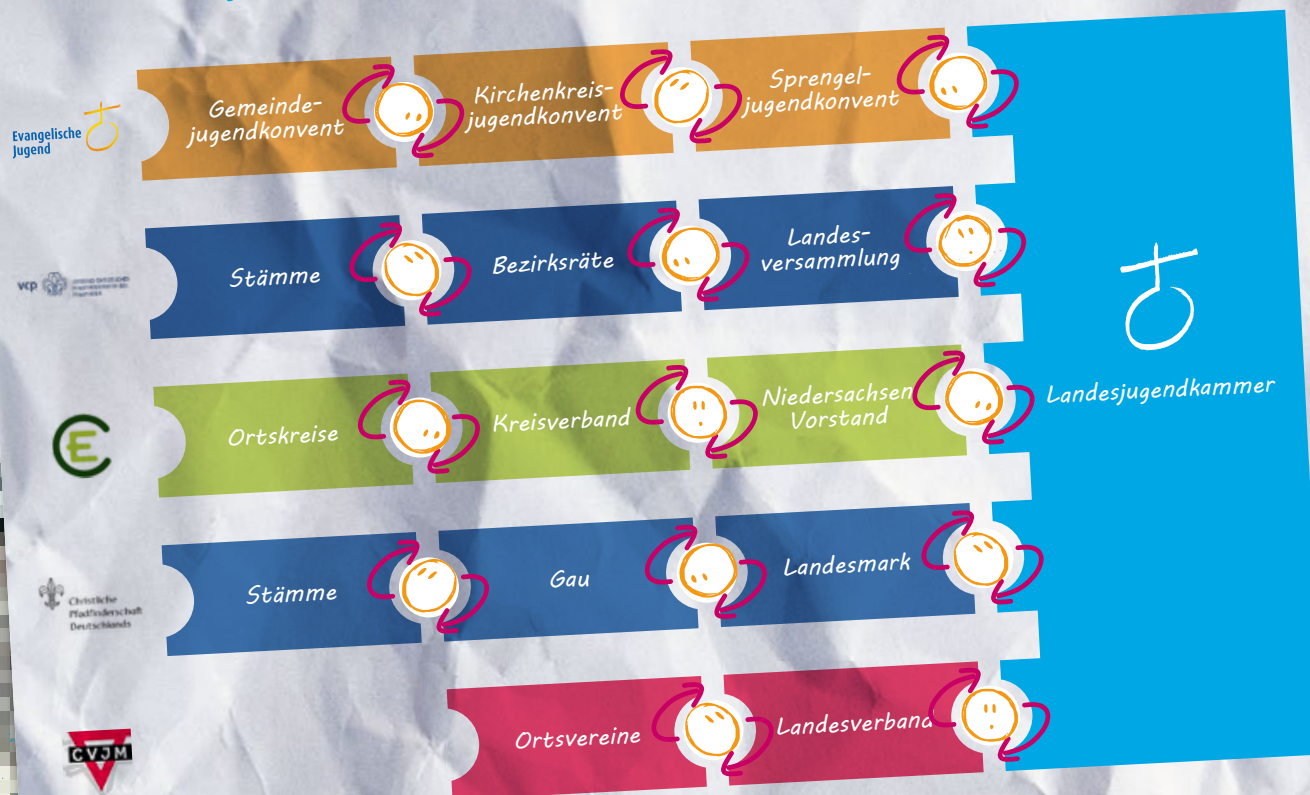 Evangelische
Jugend
Gemeinde-
jugendkonvent
Kirchenkreis-
jugendkonvent
Sprengel-
jugendkonvent
vcp
Stämme
Bezirksräte
Landes-
versammlung
Landesjugendkammer
EC
Ortskreise
Kreisverband
Niedersachsen
Vorstand
Christliche
Pfadfinderschaft
Deutschlands
Stämme
Gau
Landesmark
CVJM
Ortsvereine
Landesverband